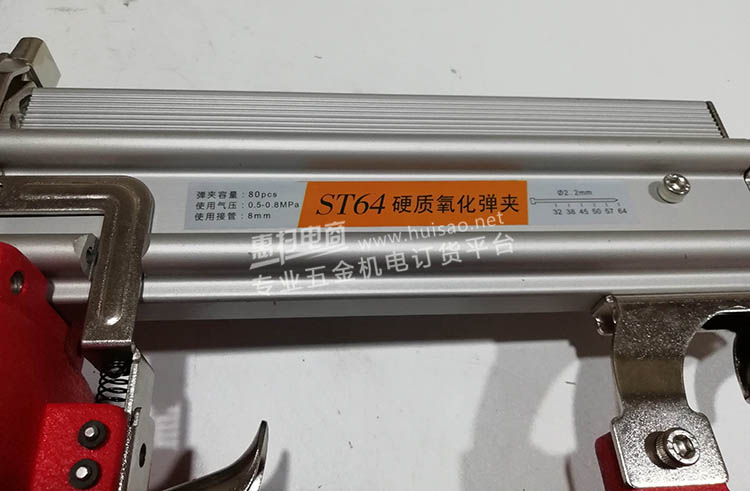 弹夹容量：80pcs
使用气压：0.5-0.8MPa
使用接管：8mm
ST64 硬质氧化弹夹
Ø2.2mm
32 38 45 50 57 64
惠扫电商 www.huisao.net
专业五金机电订货平台